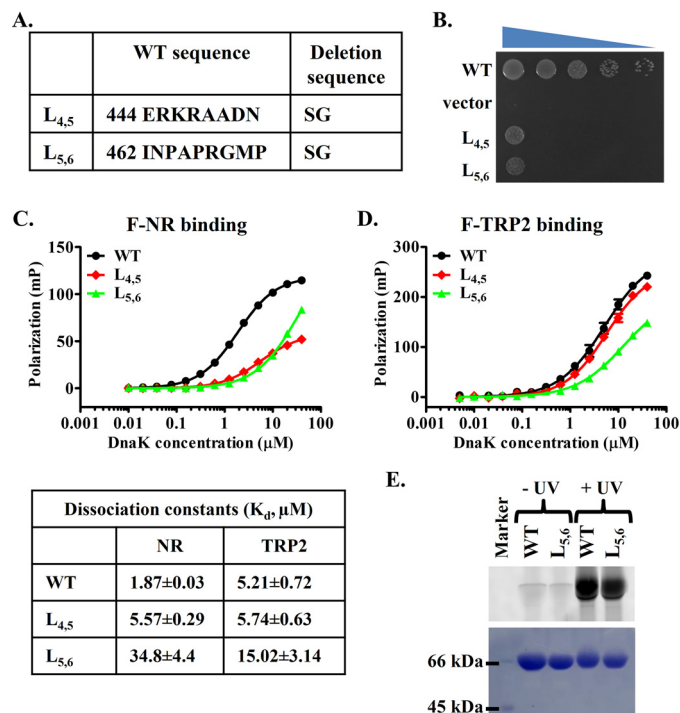 A.
WT sequence
Deletion sequence
L4,5
444 ERKRAADN
SG
L5,6
462 INPAPRGMP
SG
B.
WT
vector
L4,5
L5,6
C.
F-NR binding
WT
L4,5
L5,6
Polarization (mP)
150
100
50
0
0.001 0.01 0.1 1 10 100
DnaK concentration (μM)
D.
F-TRP2 binding
WT
L4,5
L5,6
Polarization (mP)
300
200
100
0
0.001 0.01 0.1 1 10 100
DnaK concentration (μM)
Dissociation constants (Kd, μM)
NR
TRP2
WT
1.87±0.03
5.21±0.72
L4,5
5.57±0.29
5.74±0.63
L5,6
34.8±4.4
15.02±3.14
E.
- UV
+ UV
Marker
WT
L5,6
WT
L5,6
66 kDa
45 kDa